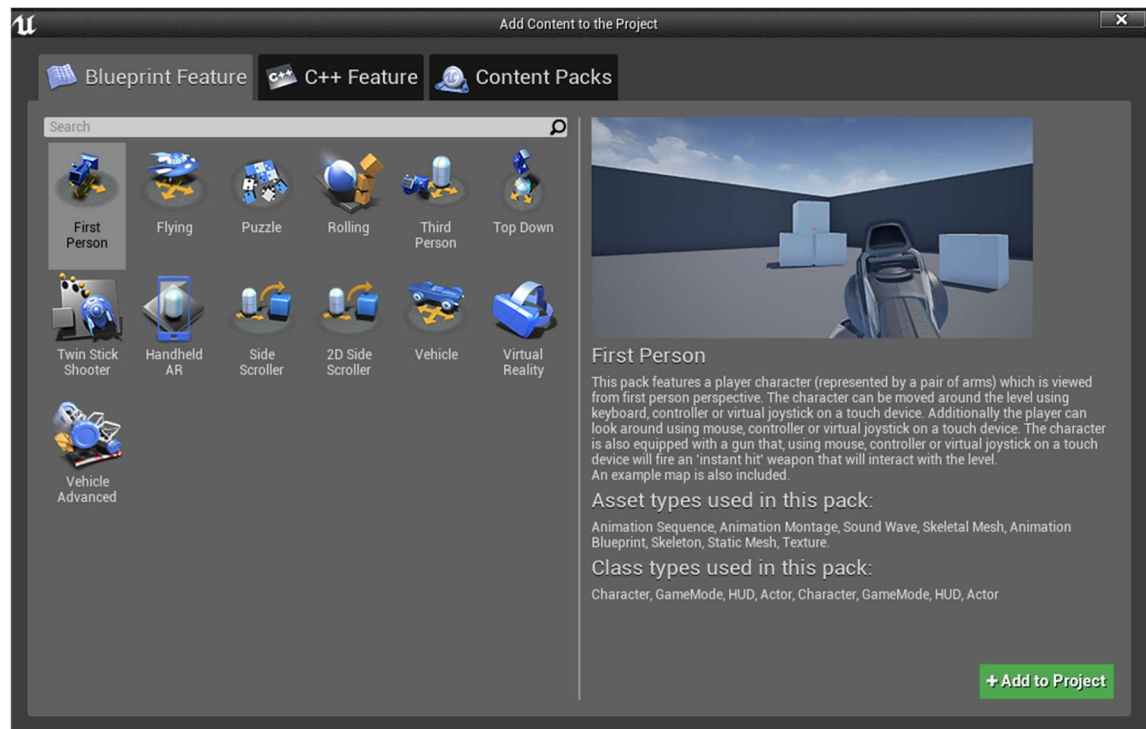 Add Content to the Project
Blueprint Feature
C++ Feature
Content Packs
Search
First
Person
Flying
Puzzle
Rolling
Third
Person
Top Down
Twin Stick
Shooter
Handheld
AR
Side
Scroller
2D Side
Scroller
Vehicle
Virtual
Reality
Vehicle
Advanced
First Person
This pack features a player character (represented by a pair of arms) which is viewed
from first person perspective. The character can be moved around the level using
keyboard, controller or virtual joystick on a touch device. Additionally the player can
look around using mouse, controller or virtual joystick on a touch device. The character
is also equipped with a gun that, using mouse, controller or virtual joystick on a touch
device will fire an 'instant hit' weapon that will interact with the level.
An example map is also included.
Asset types used in this pack:
Animation Sequence, Animation Montage, Sound Wave, Skeletal Mesh, Animation
Blueprint, Skeleton, Static Mesh, Texture.
Class types used in this pack:
Character, GameMode, HUD, Actor, Character, GameMode, HUD, Actor
+ Add to Project